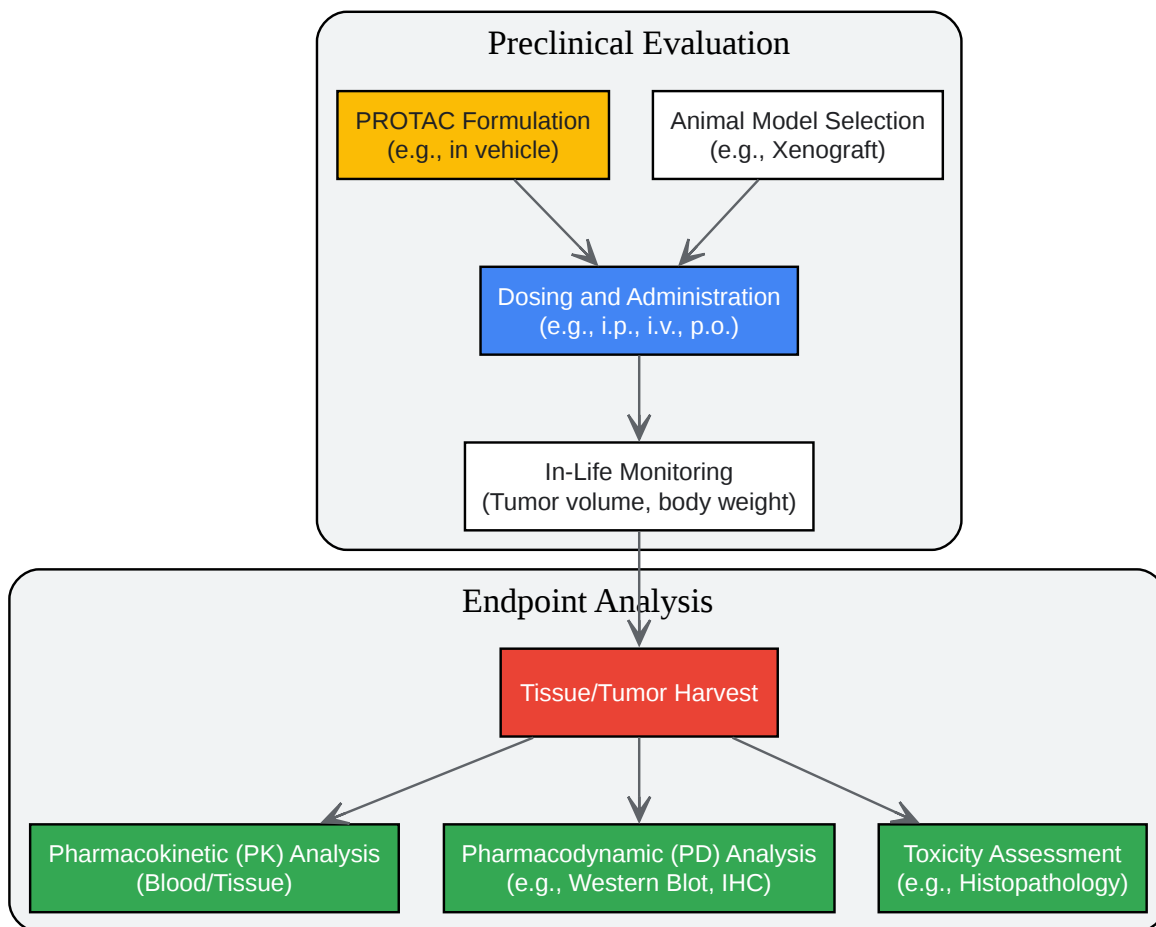 Preclinical Evaluation
PROTAC Formulation
(e.g., in vehicle)
Animal Model Selection
(e.g., Xenograft)
Dosing and Administration
(e.g., i.p., i.v., p.o.)
In-Life Monitoring
(Tumor volume, body weight)
Endpoint Analysis
Tissue/Tumor Harvest
Pharmacokinetic (PK) Analysis
(Blood/Tissue)
Pharmacodynamic (PD) Analysis
(e.g., Western Blot, IHC)
Toxicity Assessment
(e.g., Histopathology)